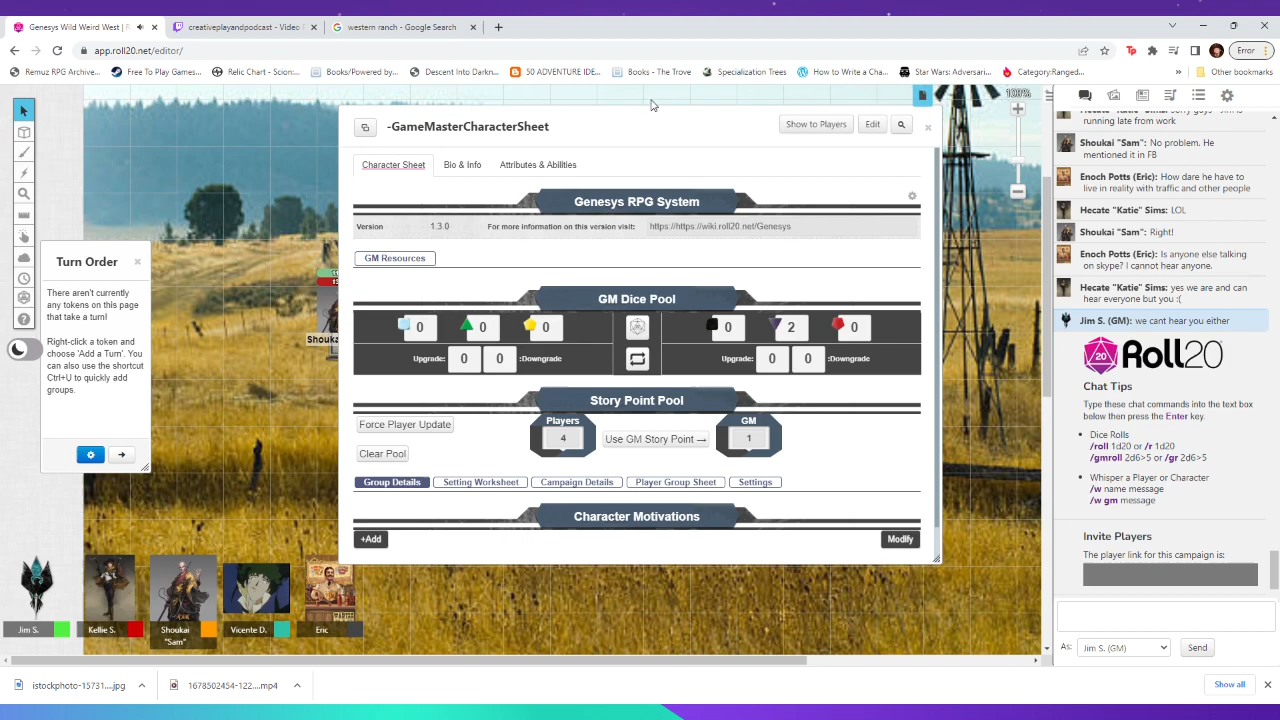 Genesys Wild Weird West | R
creativeplayandpodcast - Video P
western ranch - Google Search
app.roll20.net/editor/
Error
Remuz RPG Archive...
Free To Play Games...
Relic Chart - Scion:...
Books/Powered by...
Descent Into Darkn...
50 ADVENTURE IDE...
Books - The Trove
Specialization Trees
How to Write a Cha...
Star Wars: Adversari...
Category:Ranged...
»
Other bookmarks
100%
-GameMasterCharacterSheet
Show to Players
Edit
Character Sheet
Bio & Info
Attributes & Abilities
Genesys RPG System
Version
1.3.0
For more information on this version visit:
https://https://wiki.roll20 net/Genesys
GM Resources
GM Dice Pool
0
0
0
0
2
0
Upgrade:
0
0
:Downgrade
Upgrade:
0
0
:Downgrade
Story Point Pool
Force Player Update
Clear Pool
Players
4
Use GM Story Point →
GM
1
Group Details
Setting Worksheet
Campaign Details
Player Group Sheet
Settings
Character Motivations
+Add
Modify
Turn Order
There aren't currently
any tokens on this page
that take a turn!
Right-click a token and
choose 'Add a Turn'. You
can also use the shortcut
Ctrl+U to quickly add
groups.
Shouka
Jim S.
Kellie S.
Shoukai
"Sam"
Vicente D.
Eric
running late from work
Shoukai "Sam": No problem. He
mentioned it in FB
Enoch Potts (Eric): How dare he have to
live in reality with traffic and other people
Hecate "Katie" Sims: LOL
Shoukai "Sam": Right!
Enoch Potts (Eric): Is anyone else talking
on skype? I cannot hear anyone.
Hecate "Katie" Sims: yes we are and can
hear everyone but you :(
Jim S. (GM): we cant hear you either
20
Roll20
Chat Tips
Type these chat commands into the text box
below then press the Enter key.
• Dice Rolls
/roll 1d20 or /r 1d20
/gmroll 2d6>5 or /gr 2d6>5
• Whisper a Player or Character
/w name message
/w gm message
Invite Players
The player link for this campaign is:
As:
Jim S. (GM)
Send
istockphoto-15731....jpg
1678502454-122....mp4
Show all